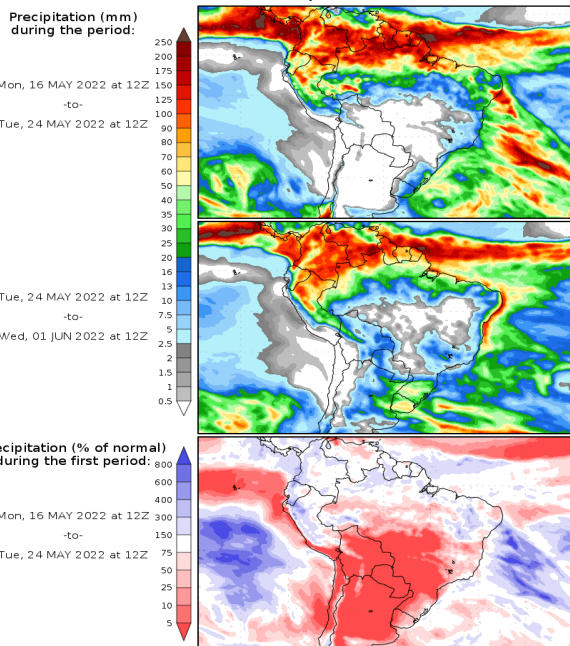 Precipitation (mm)
during the period:
250
200
175
150
125
100
90
80
70
60
50
40
35
30
25
20
16
13
10
7.5
5
2.5
2
1.5
1
0.5
Mon, 16 MAY 2022 at 12Z
-to-
Tue, 24 MAY 2022 at 12Z
Tue, 24 MAY 2022 at 12Z
-to-
Wed, 01 JUN 2022 at 12Z
ecipitation (% of normal)
during the first period:
800
600
400
300
150
75
50
25
10
5
Mon, 16 MAY 2022 at 12Z
-to-
Tue, 24 MAY 2022 at 12Z